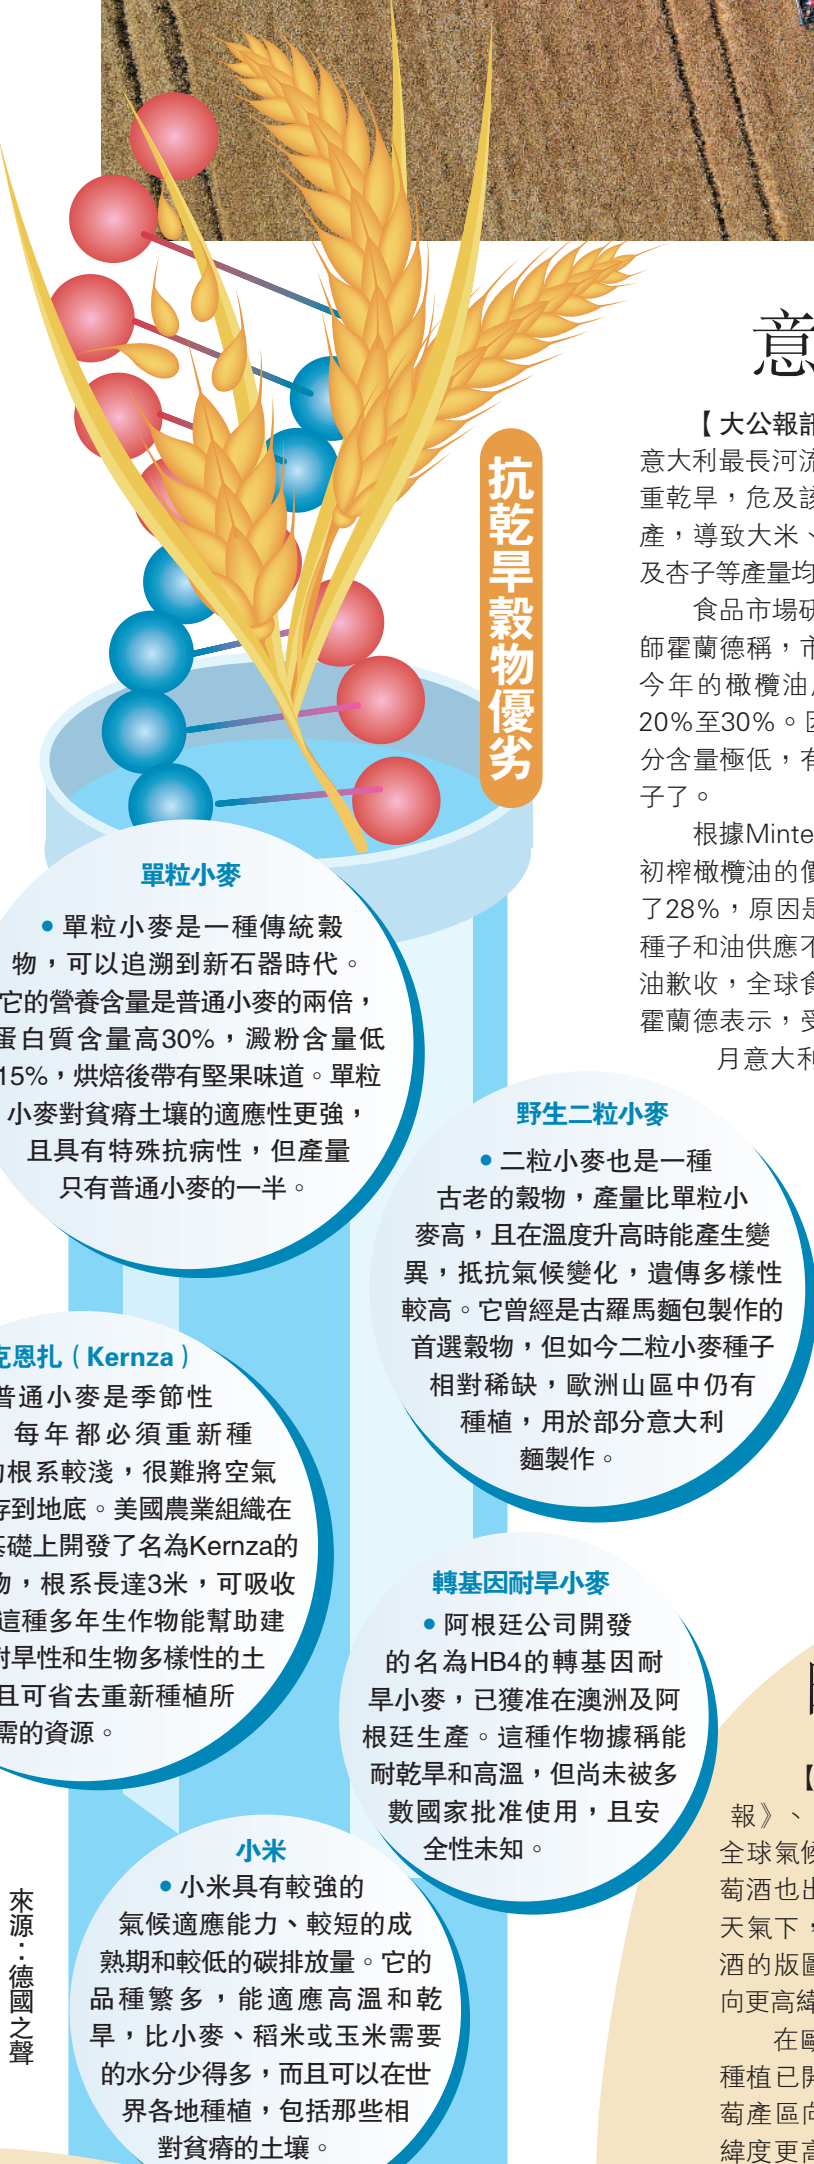 抗乾旱穀物優劣
單粒小麥
•單粒小麥是一種傳統穀
物，可以追溯到新石器時代。
它的營養含量是普通小麥的兩倍，
蛋白質含量高30%，澱粉含量低
15%，烘焙後帶有堅果味道。單粒
小麥對貧瘠土壤的適應性更強，
且具有特殊抗病性，但產量
只有普通小麥的一半。
野生二粒小麥
•二粒小麥也是一種
古老的穀物，產量比單粒小
麥高，且在溫度升高時能產生變
異，抵抗氣候變化，遺傳多樣性
較高。它曾經是古羅馬麵包製作的
首選穀物，但如今二粒小麥種子
相對稀缺，歐洲山區中仍有
種植，用於部分意大利
麵製作。
克恩扎（Kernza）
普通小麥是季節性
每年都必須重新種
根系較淺，很難將空氣
存到地底。美國農業組織在
基礎上開發了名為Kernza的
物，根系長達3米，可吸收
這種多年生作物能幫助建
耐旱性和生物多樣性的土
且可省去重新種植所
需的資源。
轉基因耐旱小麥
•阿根廷公司開發
的名為HB4的轉基因耐
旱小麥，已獲准在澳洲及阿
根廷生產。這種作物據稱能
耐乾旱和高溫，但尚未被多
數國家批准使用，且安
全性未知。
小米
•小米具有較強的
氣候適應能力、較短的成
熟期和較低的碳排放量。它的
品種繁多，能適應高溫和乾
旱，比小麥、稻米或玉米需要
的水分少得多，而且可以在世
界各地種植，包括那些相
對貧瘠的土壤。
來源：德國之聲
意
【大公報訊
意大利最長河流
重乾旱，危及該
產，導致大米、
及杏子等產量均
食品市場研
師霍蘭德稱，市
今年的橄欖油
20%至30%。因
分含量極低，有
子了。
根據Minte
初榨橄欖油的價
了28%，原因是
種子和油供應不
油歉收，全球食
霍蘭德表示，受
月意大利
【
報》、
全球氣候
萄酒也出
天氣下，
酒的版圖
向更高緯
在歐
種植已開
萄產區向
緯度更高